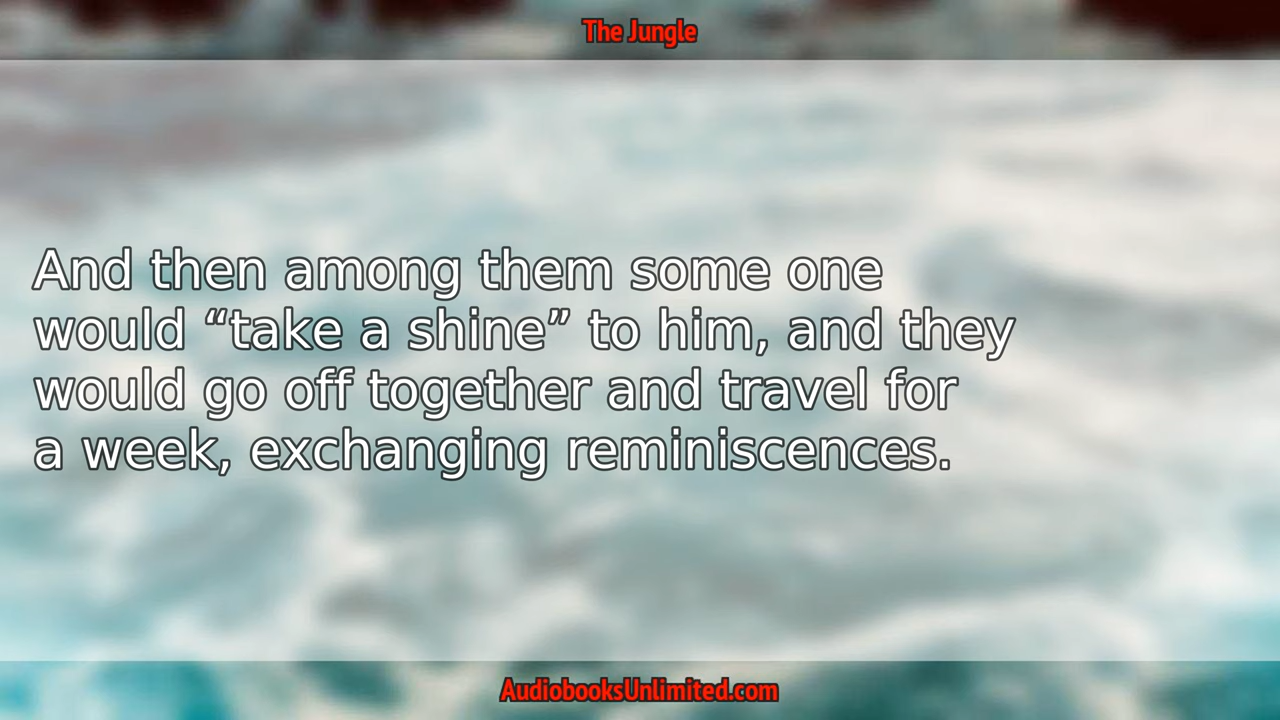 The Jungle
And then among them some one
would “take a shine” to him, and they
would go off together and travel for
a week, exchanging reminiscences.
AudiobooksUnlimited.com